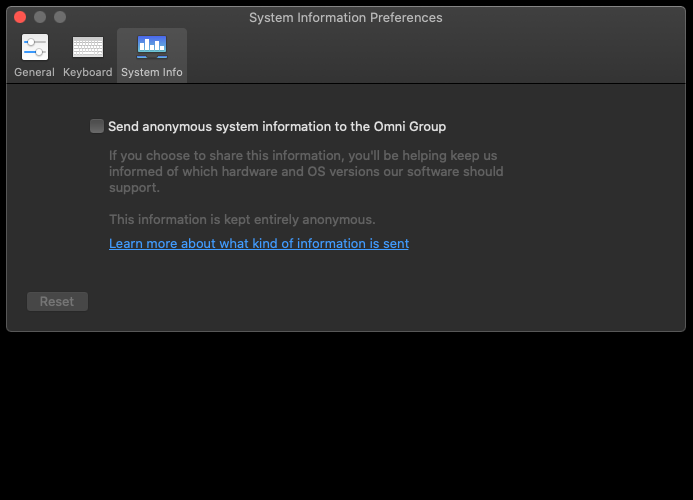 System Information Preferences
General Keyboard System Info
Send anonymous system information to the Omni Group
If you choose to share this information, you'll be helping keep us
informed of which hardware and OS versions our software should
support.
This information is kept entirely anonymous.
Learn more about what kind of information is sent
Reset